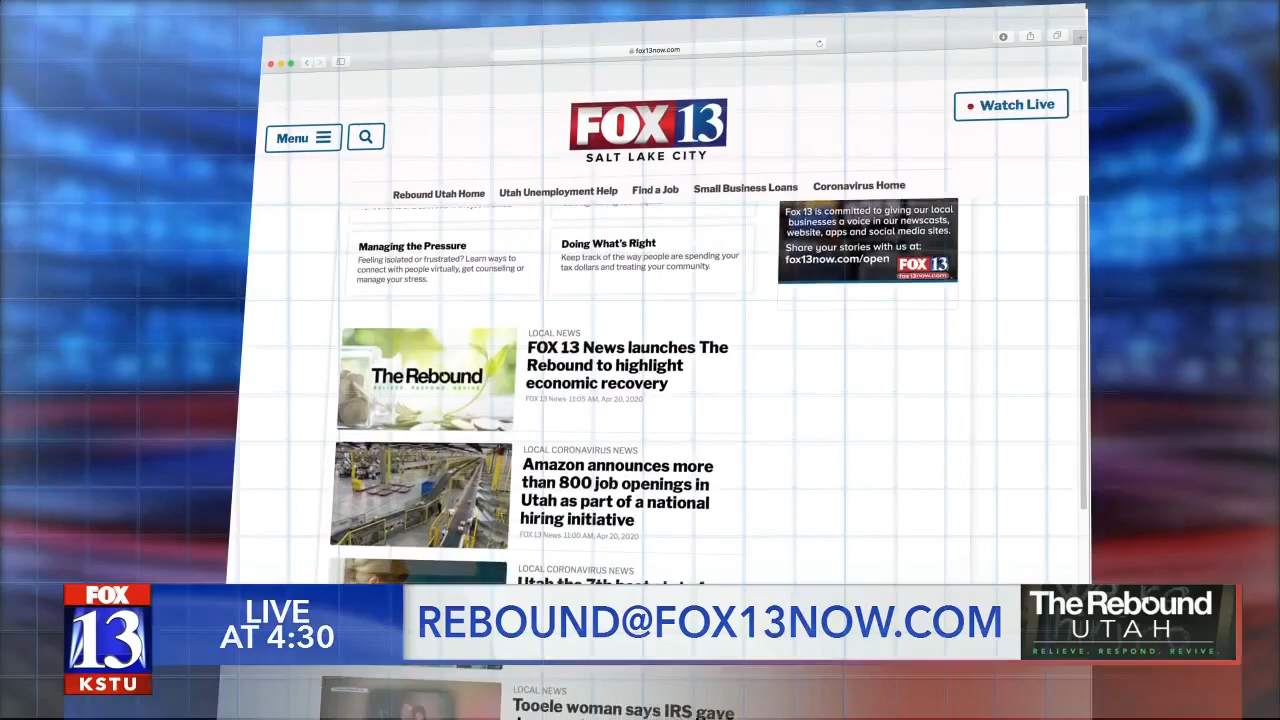 fox13now.com
Menu
FOX 13
SALT LAKE CITY
Watch Live
Rebound Utah Home Utah Unemployment Help Find a Job Small Business Loans Coronavirus Home
Managing the Pressure
Feeling isolated or frustrated? Learn ways to
connect with people virtually, get counseling or
manage your stress.
Doing What's Right
Keep track of the way people are spending your
tax dollars and treating your community.
Fox 13 is committed to giving our local
businesses a voice in our newscasts,
website, apps and social media sites.
Share your stories with us at:
fox13now.com/open
FOX 13
fox13now.com
The Rebound
RELIEVE. RESPOND. REVIVE.
LOCAL NEWS
FOX 13 News launches The
Rebound to highlight
economic recovery
FOX 13 News 11:05 AM, Apr 20, 2020
LOCAL CORONAVIRUS NEWS
Amazon announces more
than 800 job openings in
Utah as part of a national
hiring initiative
FOX 13 News 11:00 AM, Apr 20, 2020
LOCAL CORONAVIRUS NEWS
Utah the 7th
FOX
13
KSTU
LIVE
AT 4:30
REBOUND@FOX13NOW.COM
The Rebound
UTAH
RELIEVE. RESPOND. REVIVE.
LOCAL NEWS
Tooele woman says IRS gave